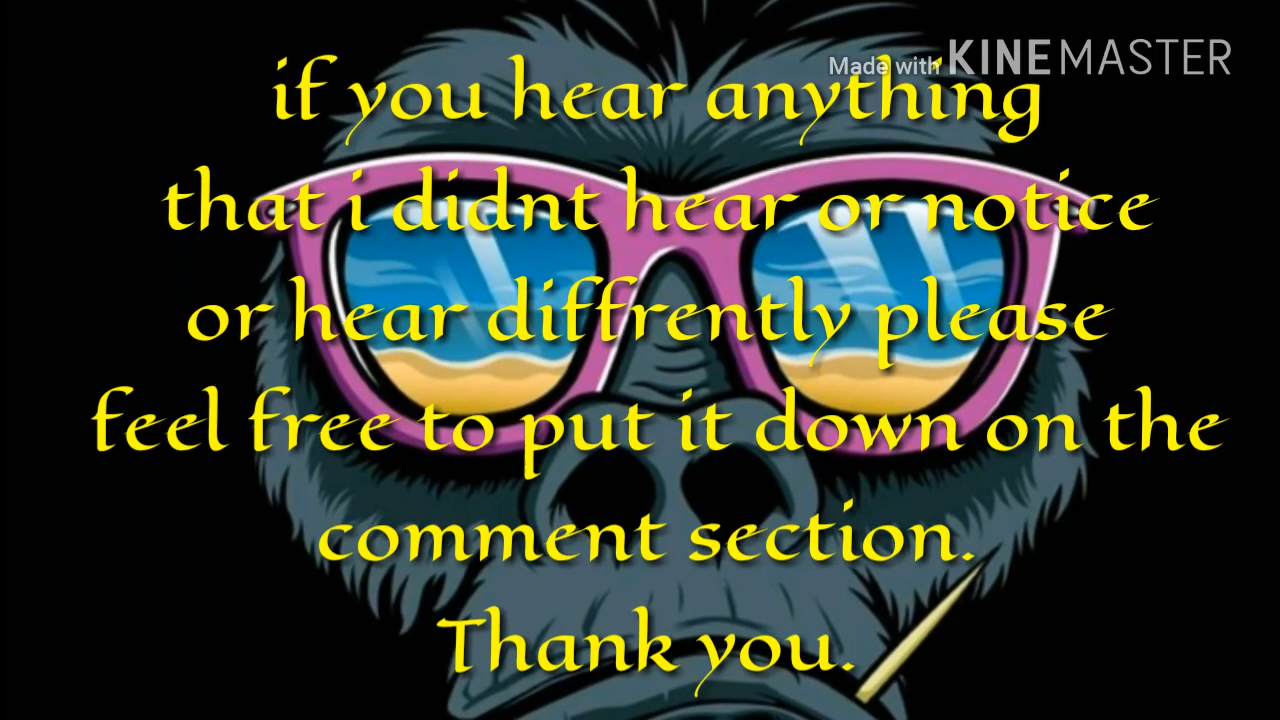 Made with KINEMASTER
if you hear anything
that i didnt hear or notice
or hear diffrently please
feel free to put it down on the
comment section.
Thank you.